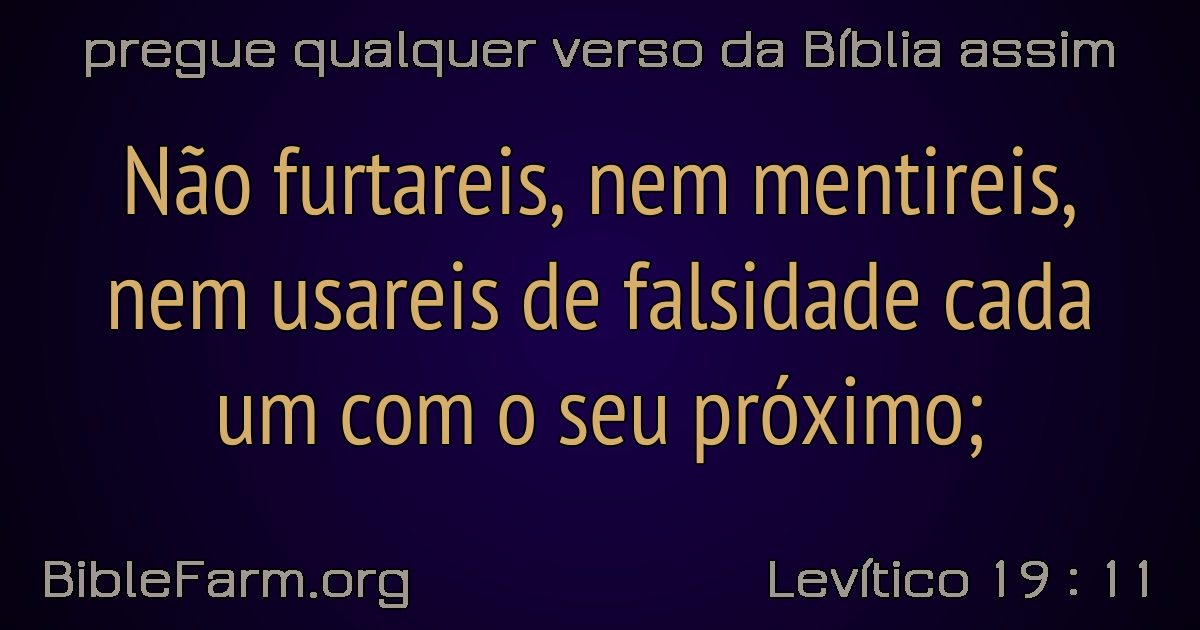 pregue qualquer verso da Bíblia assim
Não furtareis, nem mentireis,
nem usareis de falsidade cada
um com o seu próximo;
BibleFarm.org
Levítico 19 : 11